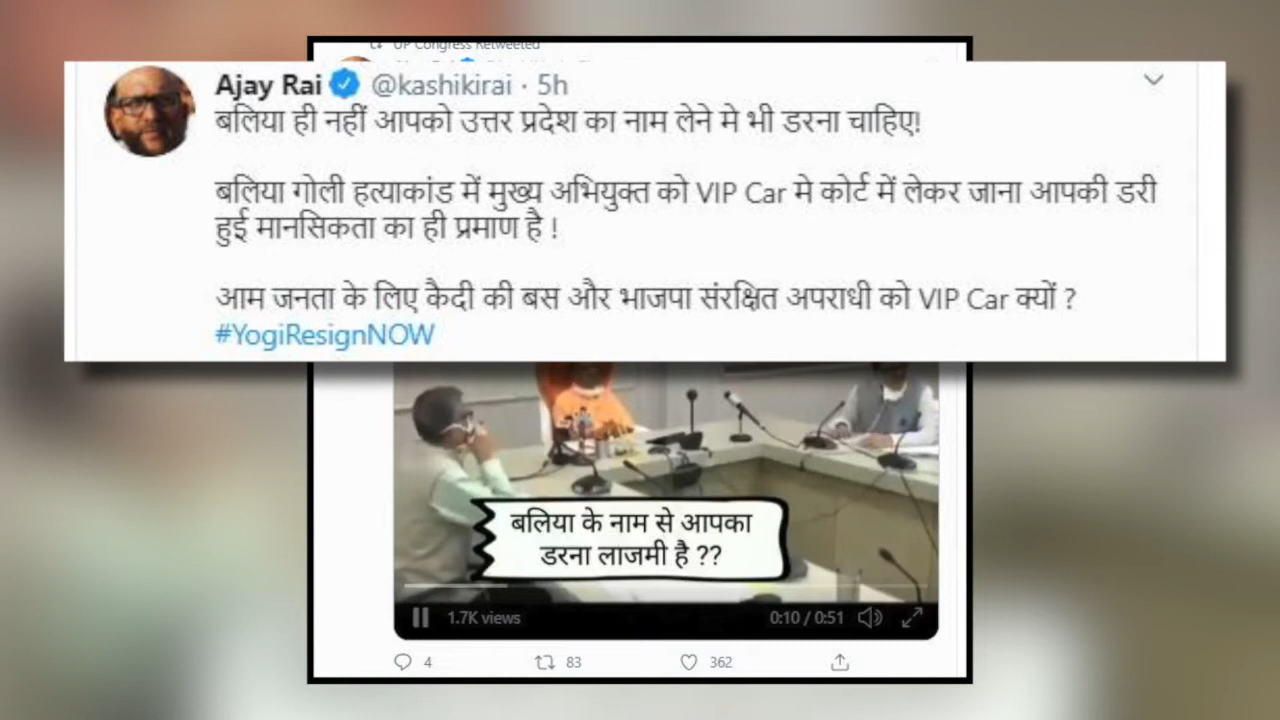 UP Congress Retweeted
Ajay Rai @kashikirai · 5h
बलिया ही नहीं आपको उत्तर प्रदेश का नाम लेने मे भी डरना चाहिए!
बलिया गोली हत्याकांड में मुख्य अभियुक्त को VIP Car मे कोर्ट में लेकर जाना आपकी डरी
हुई मानसिकता का ही प्रमाण है !
आम जनता के लिए कैदी की बस और भाजपा संरक्षित अपराधी को VIP Car क्यों ?
#YogiResignNOW
बलिया के नाम से आपका
डरना लाजमी है ??
1.7K views 0:10 / 0:51
4 83 362